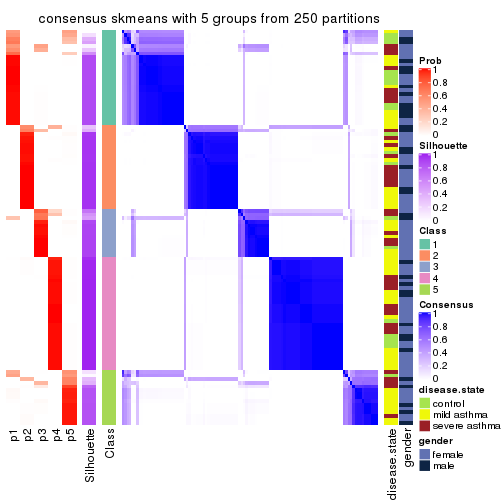 consensus skmeans with 5 groups from 250 partitions
Prob
1
0.8
0.6
0.4
0.2
0
Silhouette
1
0.8
0.6
0.4
0.2
0
Class
1
2
3
4
5
Consensus
1
0.8
0.6
0.4
0.2
0
disease.state
control
mild asthma
severe asthma
gender
female
male
p1
p2
p3
p4
p5
Silhouette
Class
disease.state
gender